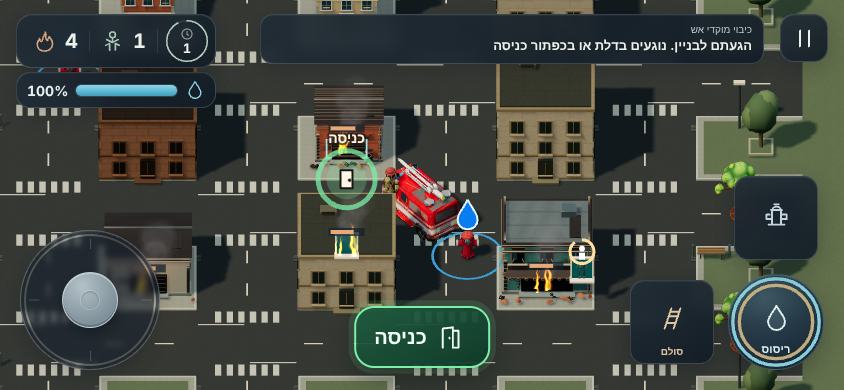 4
1
1
כיבוי מוקדי אש
הגעתם לבניין. נוגעים בדלת או בכפתור כניסה
100%
כניסה
כניסה
סולם
ריסוס